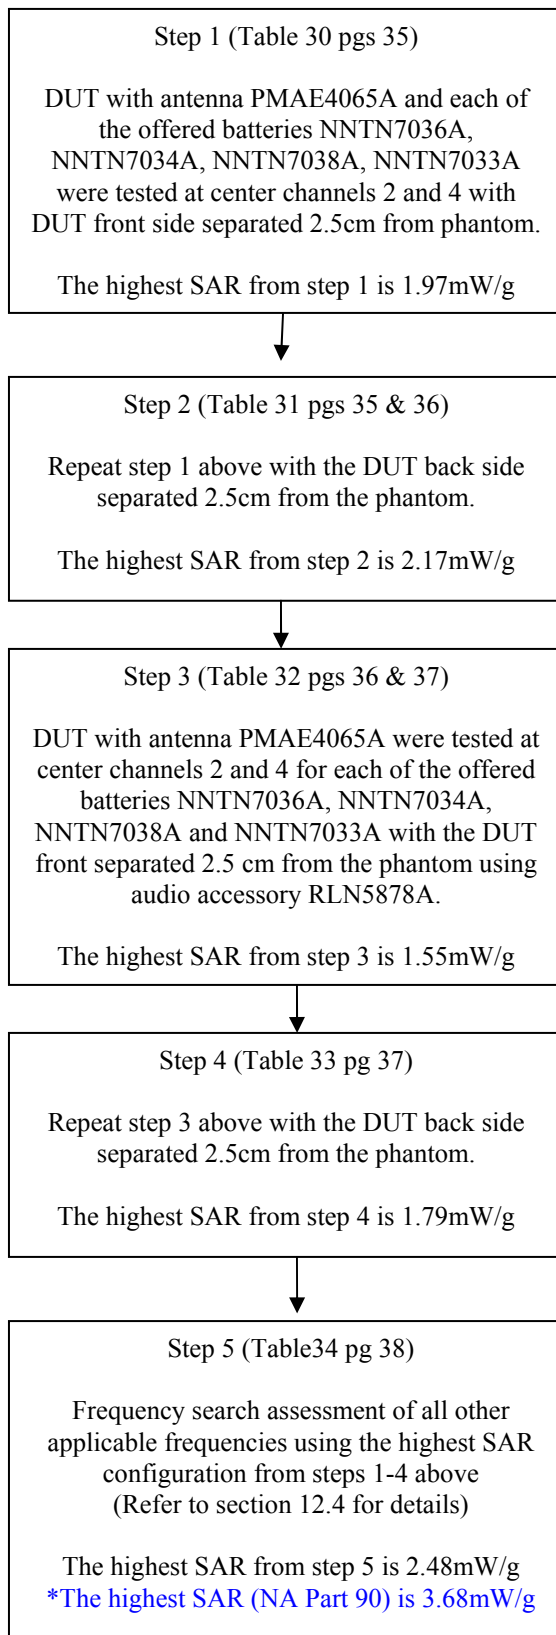 Step 1 (Table 30 pgs 35)
DUT with antenna PMAE4065A and each of
the offered batteries NNTN7036A,
NNTN7034A, NNTN7038A, NNTN7033A
were tested at center channels 2 and 4 with
DUT front side separated 2.5cm from phantom.
The highest SAR from step 1 is 1.97mW/g
Step 2 (Table 31 pgs 35 & 36)
Repeat step 1 above with the DUT back side
separated 2.5cm from the phantom.
The highest SAR from step 2 is 2.17mW/g
Step 3 (Table 32 pgs 36 & 37)
DUT with antenna PMAE4065A were tested at
center channels 2 and 4 for each of the offered
batteries NNTN7036A, NNTN7034A,
NNTN7038A and NNTN7033A with the DUT
front separated 2.5 cm from the phantom using
audio accessory RLN5878A.
The highest SAR from step 3 is 1.55mW/g
Step 4 (Table 33 pg 37)
Repeat step 3 above with the DUT back side
separated 2.5cm from the phantom.
The highest SAR from step 4 is 1.79mW/g
Step 5 (Table34 pg 38)
Frequency search assessment of all other
applicable frequencies using the highest SAR
configuration from steps 1-4 above
(Refer to section 12.4 for details)
The highest SAR from step 5 is 2.48mW/g
*The highest SAR (NA Part 90) is 3.68mW/g